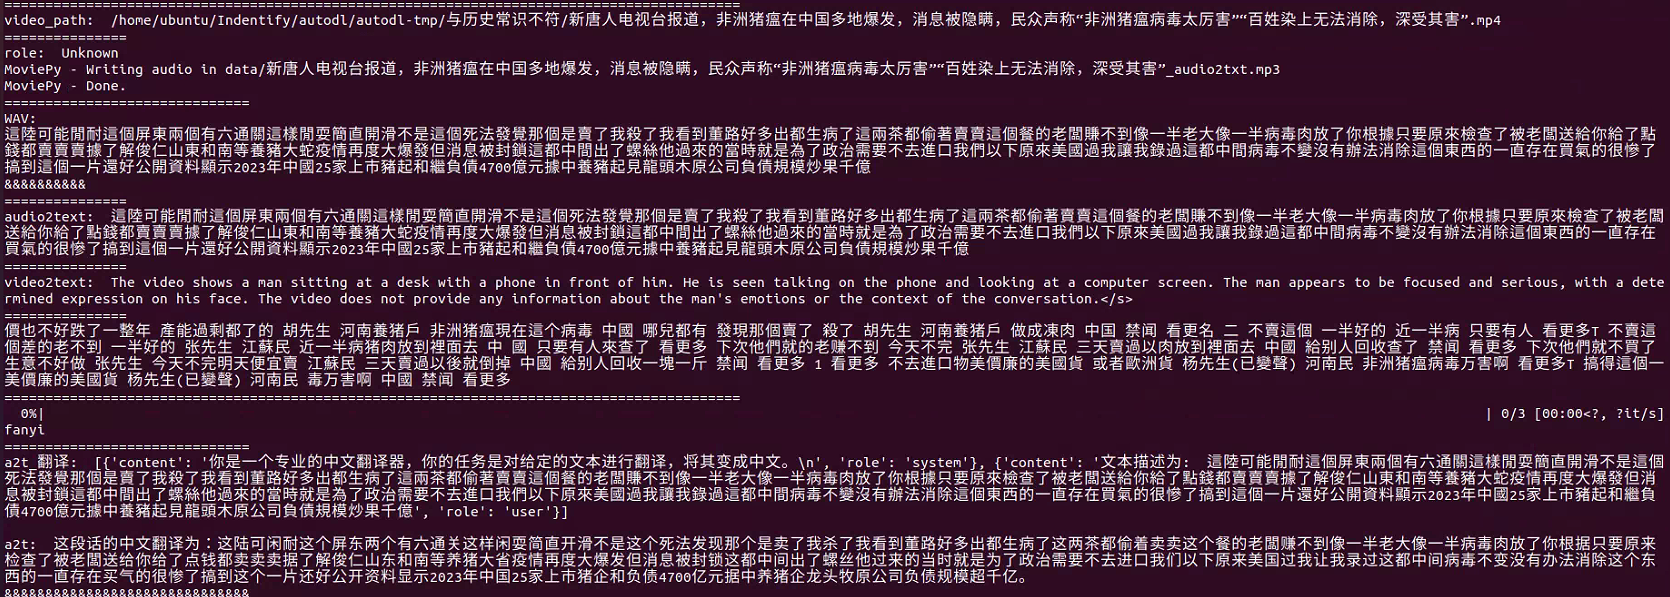 ==========================================================================================
video_path:  /home/ubuntu/Indentify/autodl/autodl-tmp/与历史常识不符/新唐人电视台报道，非洲猪瘟在中国多地爆发，消息被隐瞒，民众声称“非洲猪瘟病毒太厉害”“百姓染上无法消除，深受其害”.mp4
===============
role:  Unknown
MoviePy - Writing audio in data/新唐人电视台报道，非洲猪瘟在中国多地爆发，消息被隐瞒，民众声称“非洲猪瘟病毒太厉害”“百姓染上无法消除，深受其害”_audio2txt.mp3
MoviePy - Done.
==============================
WAV:
這陸可能閒耐這個屏東兩個有六通關這樣閒耍簡直開滑不是這個死法發覺那個是賣了我殺了我看到董路好多出都生病了這兩茶都偷著賣賣這個餐的老闆賺不到像一半老大像一半病毒肉放了你根據只要原來檢查了被老闆送給你給了點
錢都賣賣賣據了解俊仁山東和南等養豬大蛇疫情再度大爆發但消息被封鎖這都中間出了螺絲他過來的當時就是為了政治需要不去進口我們以下原來美國過我讓我錄過這都中間病毒不變沒有辦法消除這個東西的一直存在買氣的很慘了
搞到這個一片還好公開資料顯示2023年中國25家上市豬起和繼負債4700億元據中養豬起見龍頭木原公司負債規模炒果千億
&&&&&&&&&&
===============
audio2text:  這陸可能閒耐這個屏東兩個有六通關這樣閒耍簡直開滑不是這個死法發覺那個是賣了我殺了我看到董路好多出都生病了這兩茶都偷著賣賣這個餐的老闆賺不到像一半老大像一半病毒肉放了你根據只要原來檢查了被老闆
送給你給了點錢都賣賣賣據了解俊仁山東和南等養豬大蛇疫情再度大爆發但消息被封鎖這都中間出了螺絲他過來的當時就是為了政治需要不去進口我們以下原來美國過我讓我錄過這都中間病毒不變沒有辦法消除這個東西的一直存在
買氣的很慘了搞到這個一片還好公開資料顯示2023年中國25家上市豬起和繼負債4700億元據中養豬起見龍頭木原公司負債規模炒果千億
===============
video2text:  The video shows a man sitting at a desk with a phone in front of him. He is seen talking on the phone and looking at a computer screen. The man appears to be focused and serious, with a dete
rmined expression on his face. The video does not provide any information about the man's emotions or the context of the conversation.</s>
===============
價也不好跌了一整年 產能過剩都了的 胡先生 河南養猪戶 非洲猪瘟現在這个病毒 中國 哪兒都有 發現那個賣了 殺了 胡先生 河南養猪戶 做成凍肉 中国 禁闻 看更名 二 不賣這個 一半好的 近一半病 只要有人 看更多T 不賣這
個差的老不到 一半好的 张先生 江蘇民 近一半病猪肉放到裡面去 中 國 只要有人來查了 看更多 下次他們就的老赚不到 今天不完 张先生 江蘇民 三天賣過以肉放到裡面去 中國 給别人回收查了 禁闻 看更多 下次他們就不買了
生意不好做 张先生 今天不完明天便宜賣 江蘇民 三天賣過以後就倒掉 中國 給别人回收一塊一斤 禁闻 看更多 1 看更多 不去進口物美價廉的美國貨 或者歐洲貨 杨先生(已變聲) 河南民 非洲猪瘟病毒万害啊 看更多T 搞得這個一
美價廉的美國貨 杨先生(已變聲) 河南民 毒万害啊 中國 禁闻 看更多
==========================================================================================
0%|                                                                                | 0/3 [00:00<?, ?it/s]
fanyi
==============================
a2t_翻译:  [{'content': '你是一个专业的中文翻译器，你的任务是对给定的文本进行翻译，将其变成中文。\n', 'role': 'system'}, {'content': '文本描述为:  這陸可能閒耐這個屏東兩個有六通關這樣閒耍簡直開滑不是這個
死法發覺那個是賣了我殺了我看到董路好多出都生病了這兩茶都偷著賣賣這個餐的老闆賺不到像一半老大像一半病毒肉放了你根據只要原來檢查了被老闆送給你給了點錢都賣賣賣據了解俊仁山東和南等養豬大蛇疫情再度大爆發但消
息被封鎖這都中間出了螺絲他過來的當時就是為了政治需要不去進口我們以下原來美國過我讓我錄過這都中間病毒不變沒有辦法消除這個東西的一直存在買氣的很慘了搞到這個一片還好公開資料顯示2023年中國25家上市豬起和繼負
債4700億元據中養豬起見龍頭木原公司負債規模炒果千億', 'role': 'user'}]
a2t:  这段话的中文翻译为：这陆可闲耐这个屏东两个有六通关这样闲耍简直开滑不是这个死法发现那个是卖了我杀了我看到董路好多出都生病了这两茶都偷着卖卖这个餐的老板赚不到像一半老大像一半病毒肉放了你根据只要原来
检查了被老板送给你给了点钱都卖卖卖据了解俊仁山东和南等养猪大省疫情再度大爆发但消息被封锁这都中间出了螺丝他过来的当时就是为了政治需要不去进口我们以下原来美国过我让我录过这都中间病毒不变没有办法消除这个东
西的一直存在买气的很惨了搞到这个一片还好公开资料显示2023年中国25家上市猪企和负债4700亿元据中养猪企龙头牧原公司负债规模超千亿。
&&&&&&&&&&&&&&&&&&&&&&&&&&&&&&